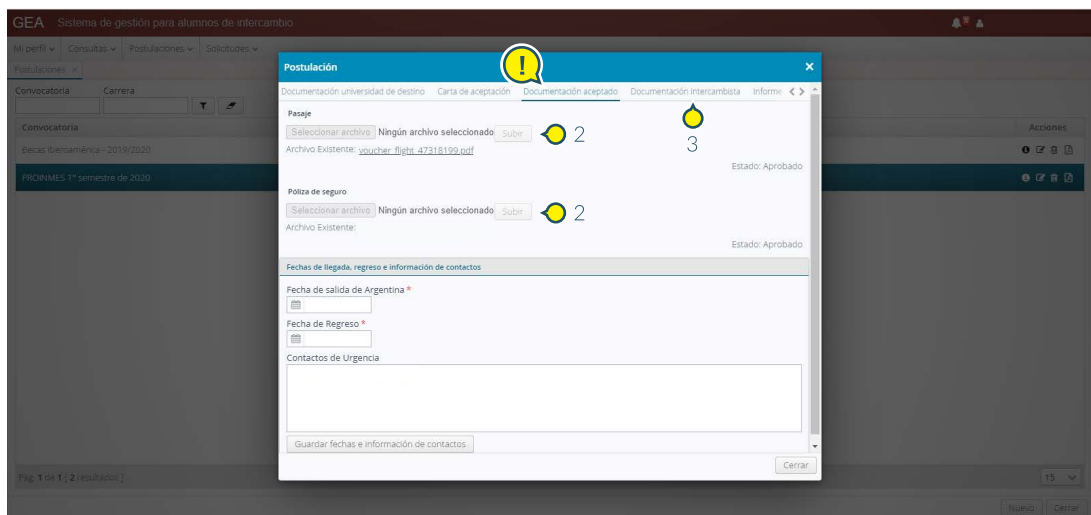 GEA Sistema de gestión para alumnos de intercambio
Mi perfil Consultas Postulaciones Solicitudes
Postulaciones ×
Convocatoria Carrera
Convocatoria Acciones
Becas Iberoamérica - 2019/2020
PROINMES 1° semestre de 2020
Postulación ×
!
Documentación universidad de destino Carta de aceptación Documentación aceptado Documentación Intercambista Informe
Pasaje
Seleccionar archivo Ningún archivo seleccionado Subir 2
3
Archivo Existente: voucher_flight_47318199.pdf
Estado: Aprobado
Póliza de seguro
Seleccionar archivo Ningún archivo seleccionado Subir 2
Archivo Existente:
Estado: Aprobado
Fechas de llegada, regreso e información de contactos
Fecha de salida de Argentina *
Fecha de Regreso *
Contactos de Urgencia
Guardar fechas e información de contactos
Cerrar
Pág. 1 de 1 [ 2 resultados ] 15
Nuevo Cerrar